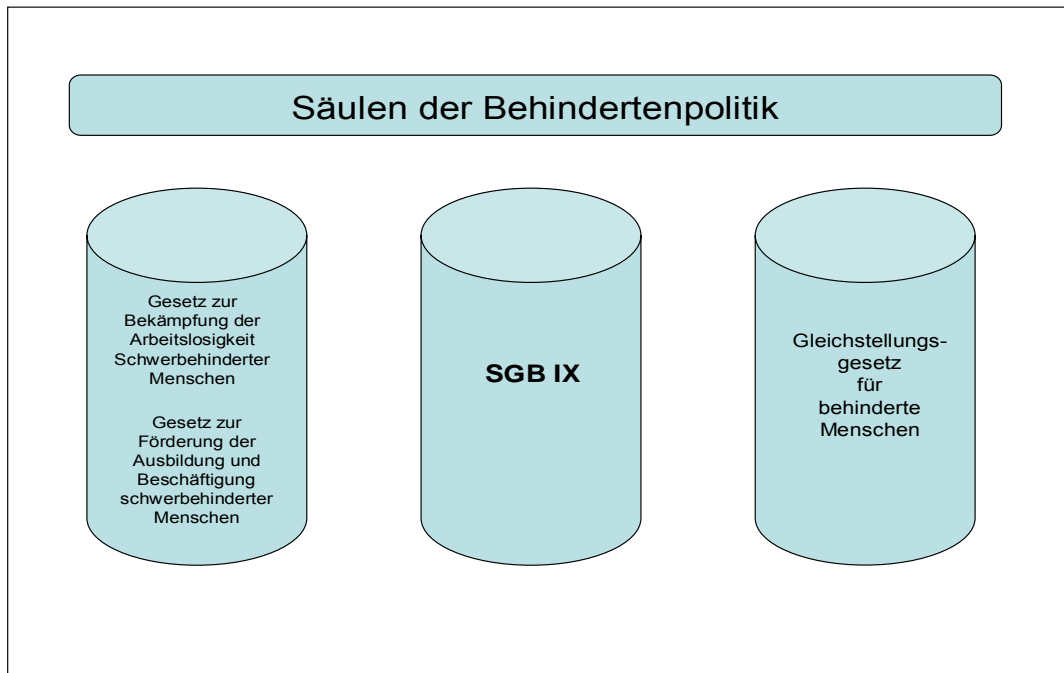 Säulen der Behindertenpolitik
Gesetz zur
Bekämpfung der
Arbeitslosigkeit
Schwerbehinderter
Menschen
Gesetz zur
Förderung der
Ausbildung und
Beschäftigung
schwerbehinderter
Menschen
SGB IX
Gleichstellungs-
gesetz
für
behinderte
Menschen